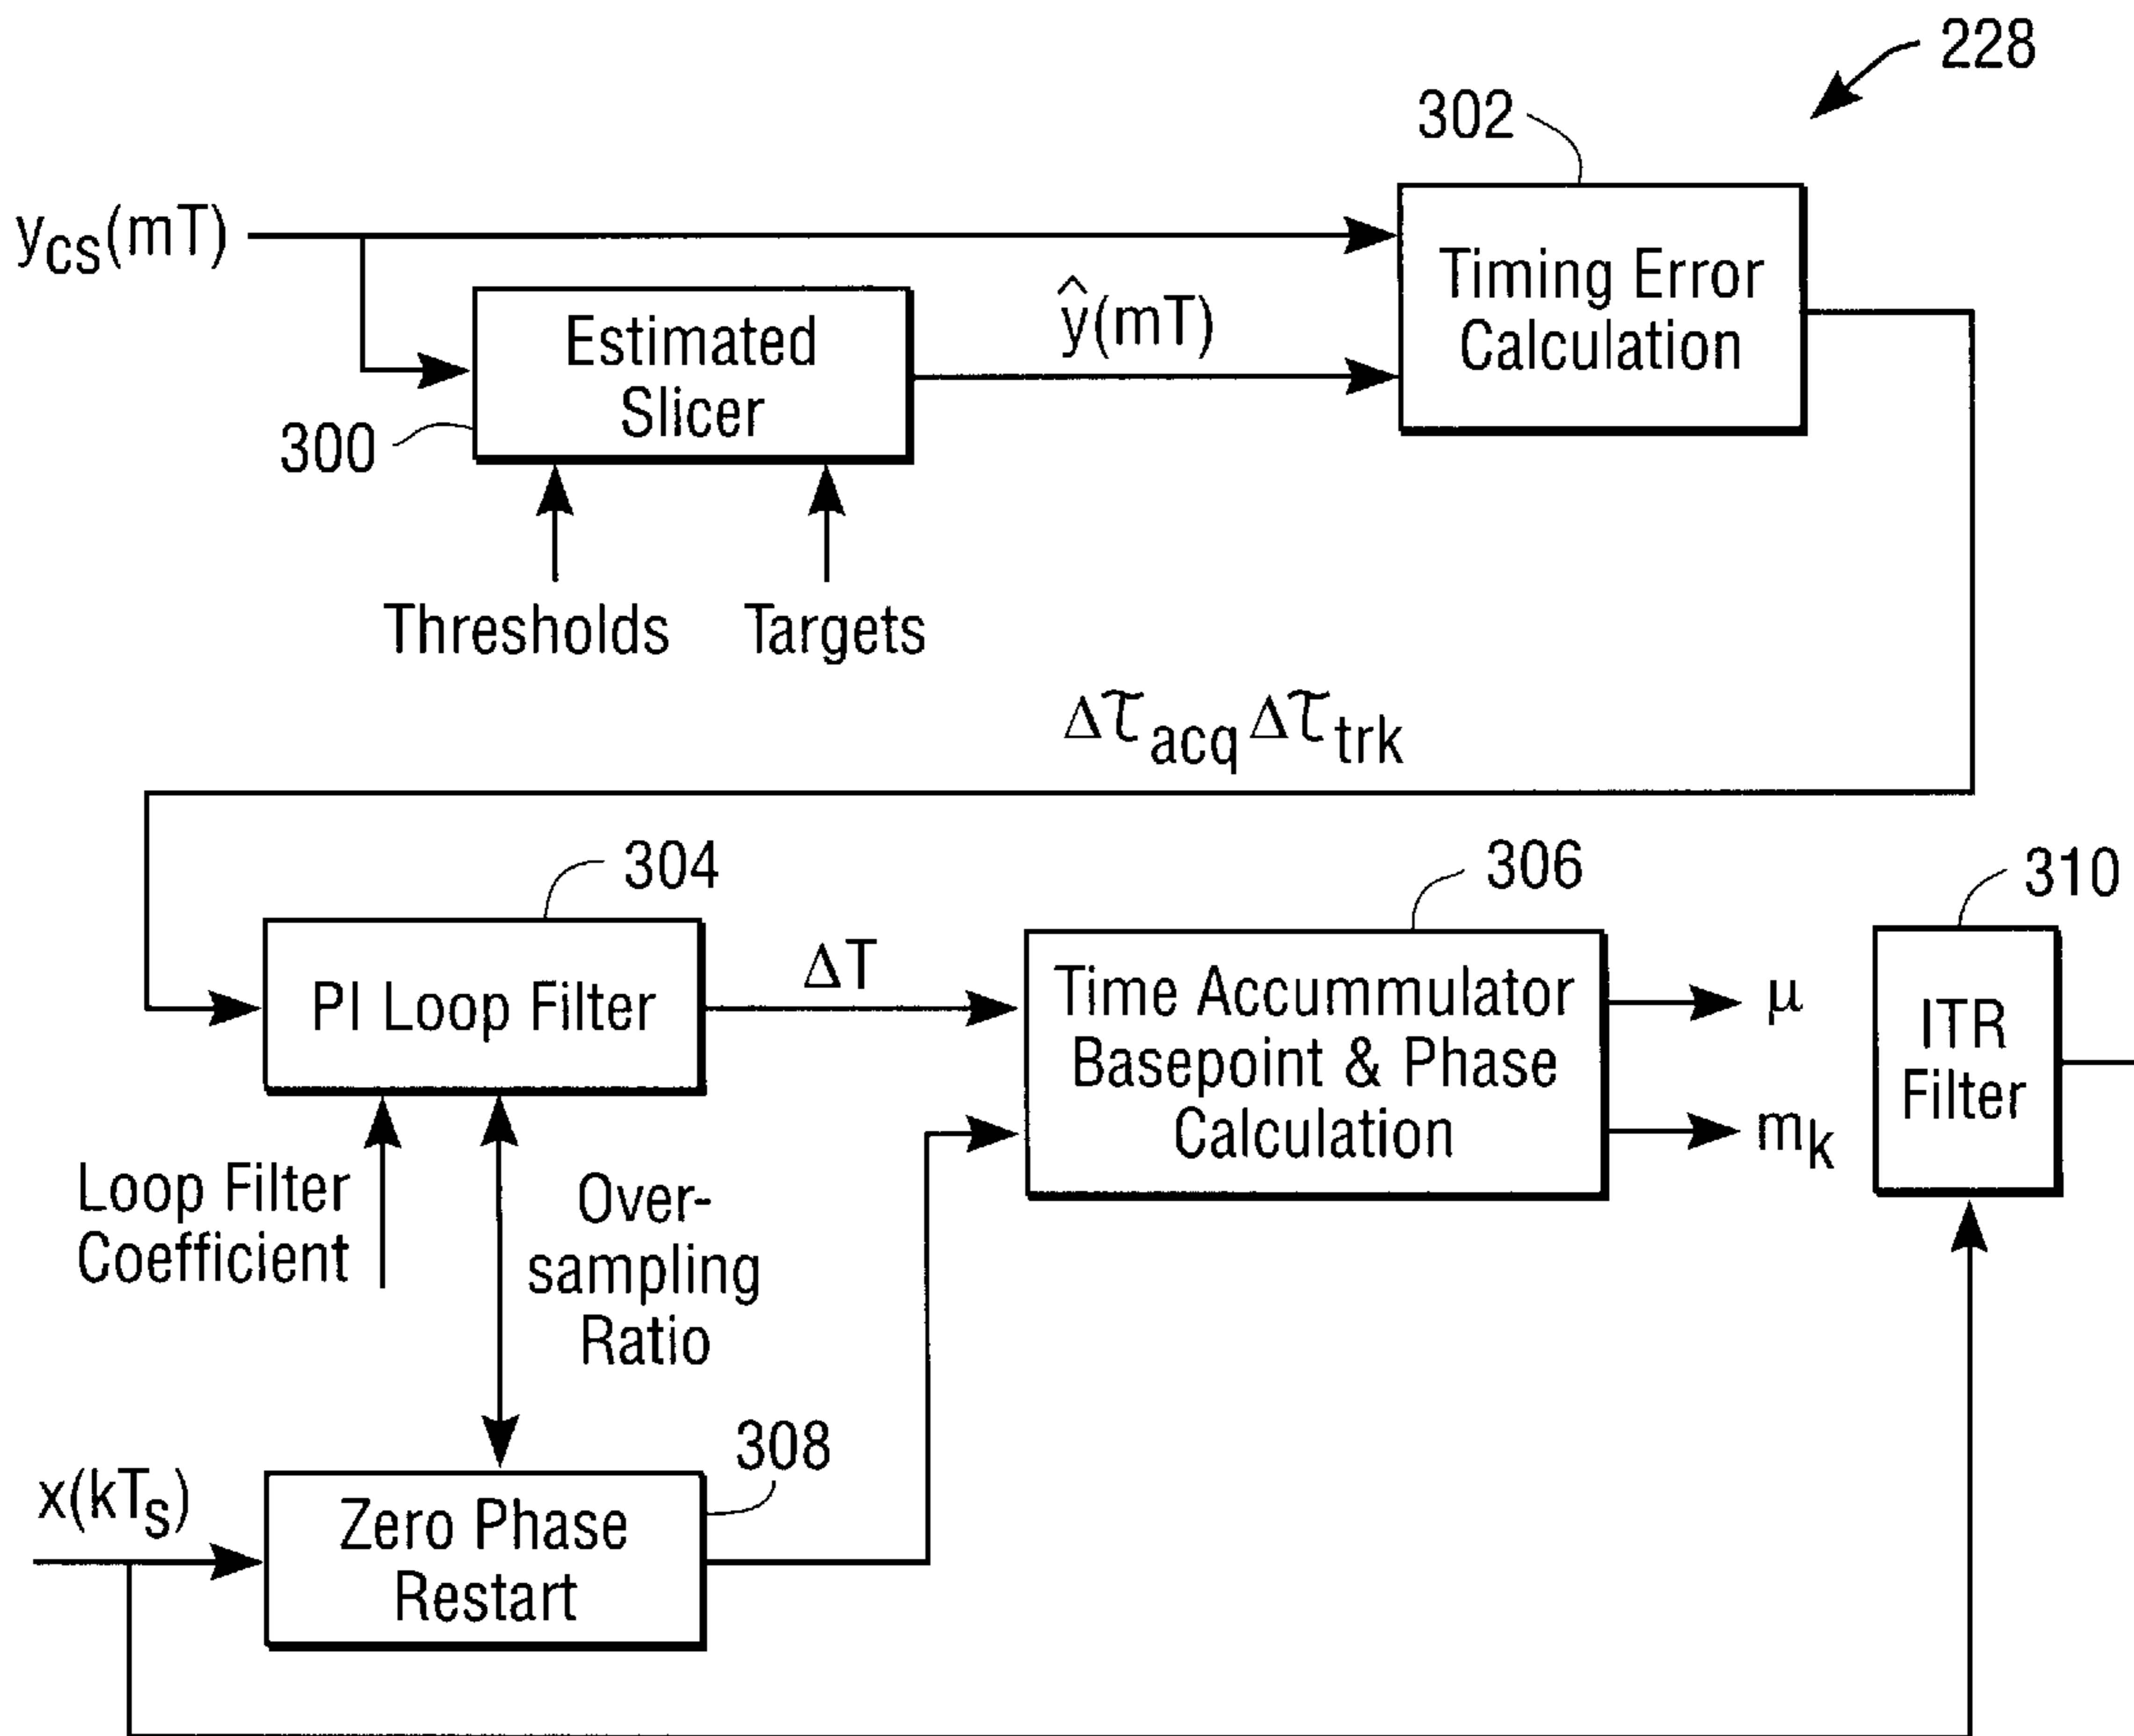 228
302
y_cs(mT)
Timing Error
Calculation
Estimated
Slicer
ŷ(mT)
300
Thresholds
Targets
Δτ_acq Δτ_trk
304
306
310
PI Loop Filter
ΔT
Time Accummulator
Basepoint & Phase
Calculation
μ
m_k
ITR
Filter
Loop Filter
Coefficient
Over-
sampling
Ratio
308
x(kT_s)
Zero Phase
Restart